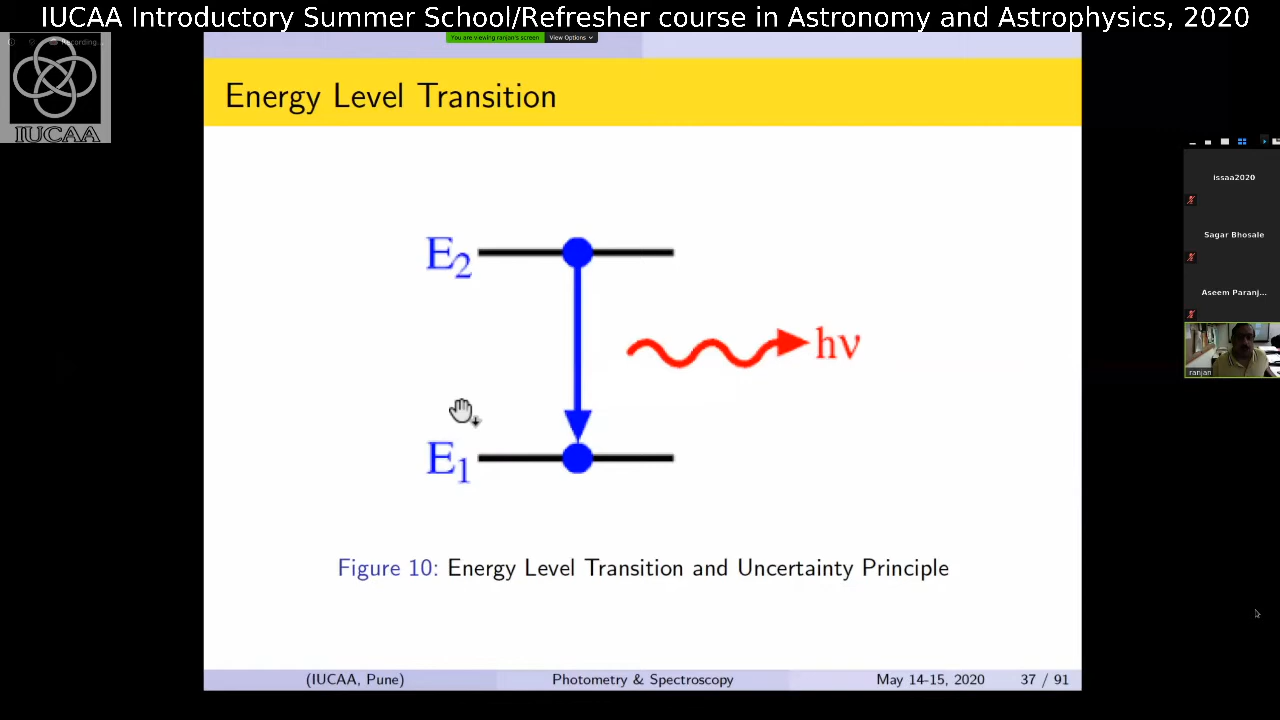 IUCAA Introductory Summer School/Refresher course in Astronomy and Astrophysics, 2020
Recording...
You are viewing ranjan's screen View Options
IUCAA
Energy Level Transition
E2
hν
E1
Figure 10: Energy Level Transition and Uncertainty Principle
(IUCAA, Pune) Photometry & Spectroscopy May 14-15, 2020 37 / 91
issaa2020
Sagar Bhosale
Aseem Paranj...
ranjan